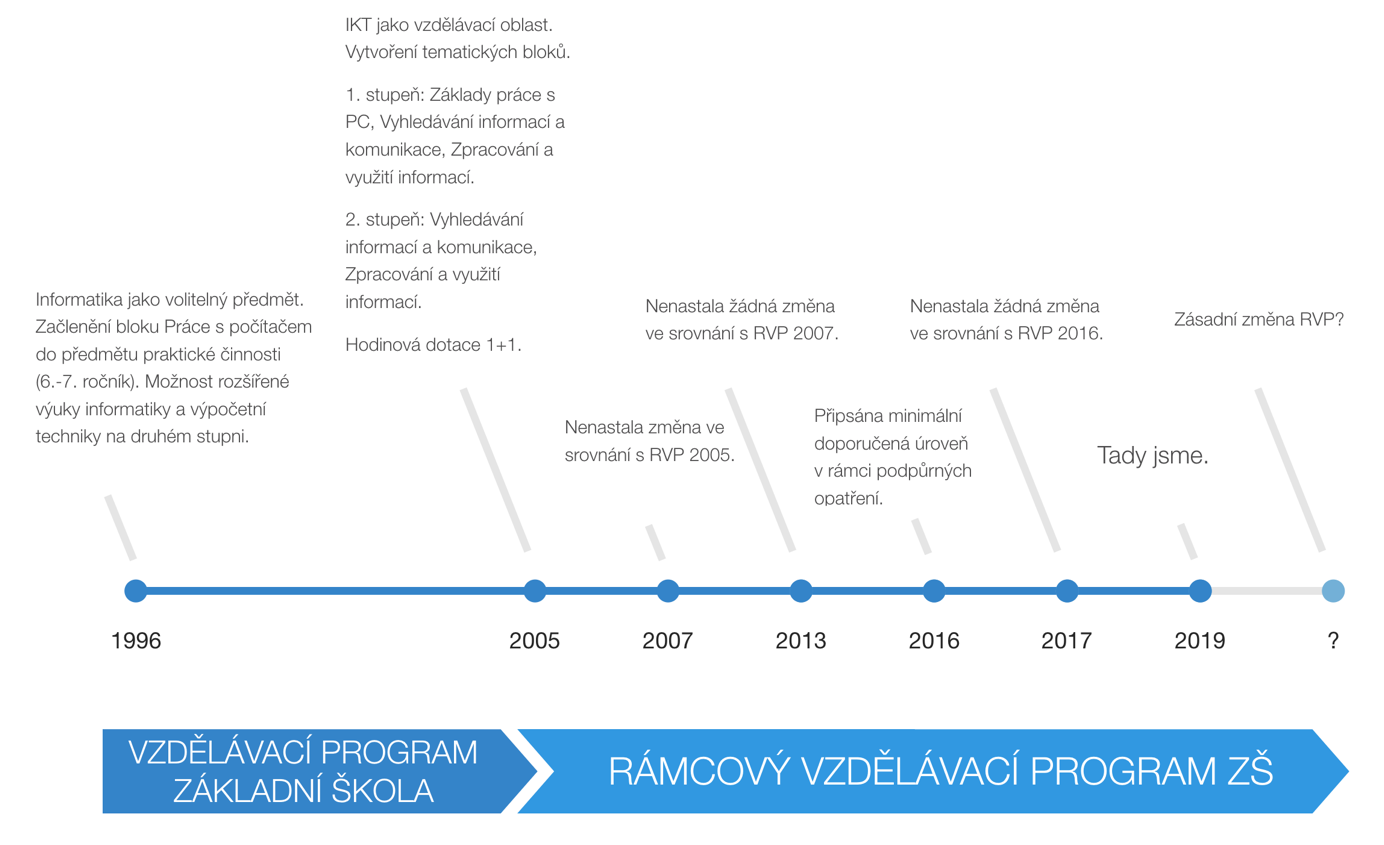 IKT jako vzdělávací oblast.
Vytvoření tematických bloků.
1. stupeň: Základy práce s
PC, Vyhledávání informací a
komunikace, Zpracování a
využití informací.
2. stupeň: Vyhledávání
informací a komunikace,
Zpracování a využití
informací.
Hodinová dotace 1+1.
Informatika jako volitelný předmět.
Začlenění bloku Práce s počítačem
do předmětu praktické činnosti
(6.-7. ročník). Možnost rozšířené
výuky informatiky a výpočetní
techniky na druhém stupni.
Nenastala žádná změna
ve srovnání s RVP 2007.
Nenastala žádná změna
ve srovnání s RVP 2016.
Zásadní změna RVP?
Nenastala změna ve
srovnání s RVP 2005.
Připsána minimální
doporučená úroveň
v rámci podpůrných
opatření.
Tady jsme.
1996
2005
2007
2013
2016
2017
2019
?
VZDĚLÁVACÍ PROGRAM
ZÁKLADNÍ ŠKOLA
RÁMCOVÝ VZDĚLÁVACÍ PROGRAM ZŠ